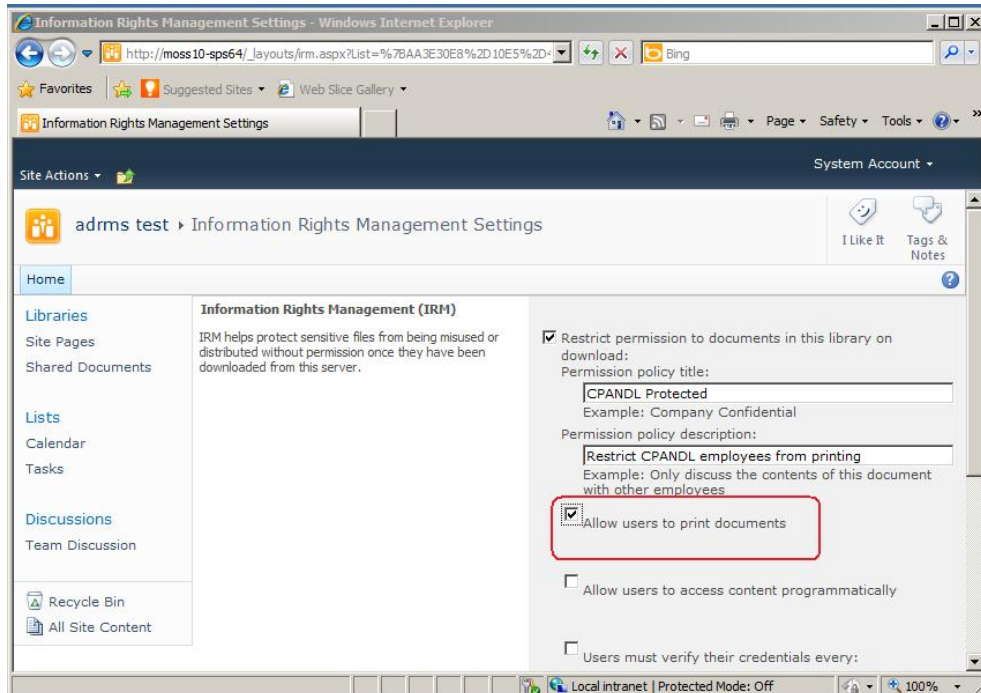 Information Rights Management Settings - Windows Internet Explorer
http://moss10-sps64/_layouts/irm.aspx?List=%7BAA3E30E8%2D10E5%2D4
Bing
Favorites
Suggested Sites
Web Slice Gallery
Information Rights Management Settings
Page
Safety
Tools
»
System Account
Site Actions
adrms test
Information Rights Management Settings
I Like It
Tags &
Notes
Home
Libraries
Site Pages
Shared Documents
Lists
Calendar
Tasks
Discussions
Team Discussion
Recycle Bin
All Site Content
Information Rights Management (IRM)
IRM helps protect sensitive files from being misused or
distributed without permission once they have been
downloaded from this server.
Restrict permission to documents in this library on
download:
Permission policy title:
CPANDL Protected
Example: Company Confidential
Permission policy description:
Restrict CPANDL employees from printing
Example: Only discuss the contents of this document
with other employees
Allow users to print documents
Allow users to access content programmatically
Users must verify their credentials every:
Local intranet | Protected Mode: Off
100%